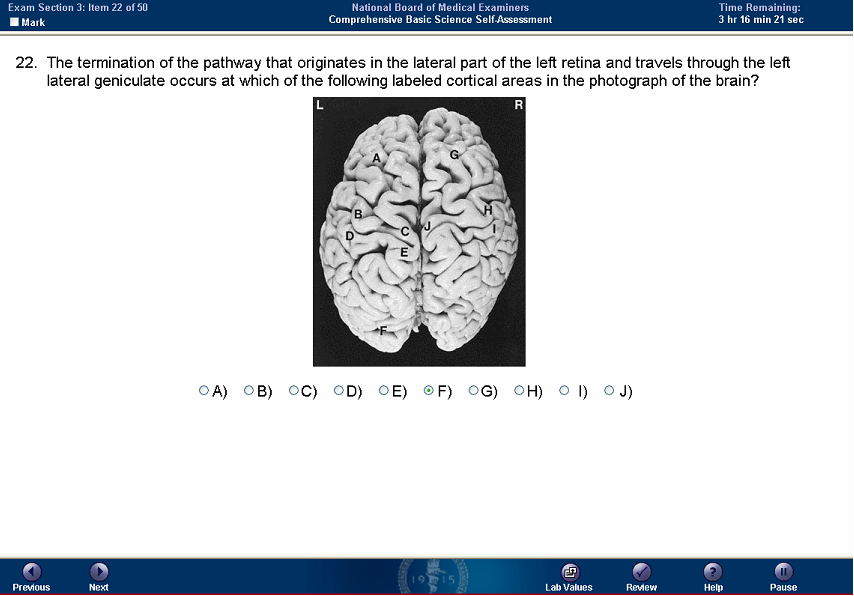 Exam Section 3: Item 22 of 50
National Board of Medical Examiners
Time Remaining:
Mark
Comprehensive Basic Science Self-Assessment
3 hr 16 min 21 sec
22. The termination of the pathway that originates in the lateral part of the left retina and travels through the left
lateral geniculate occurs at which of the following labeled cortical areas in the photograph of the brain?
L R
A G
B H
C J I
D
E
F
A) B) C) D) E) F) G) H) I) J)
1915
Previous Next Lab Values Review Help Pause